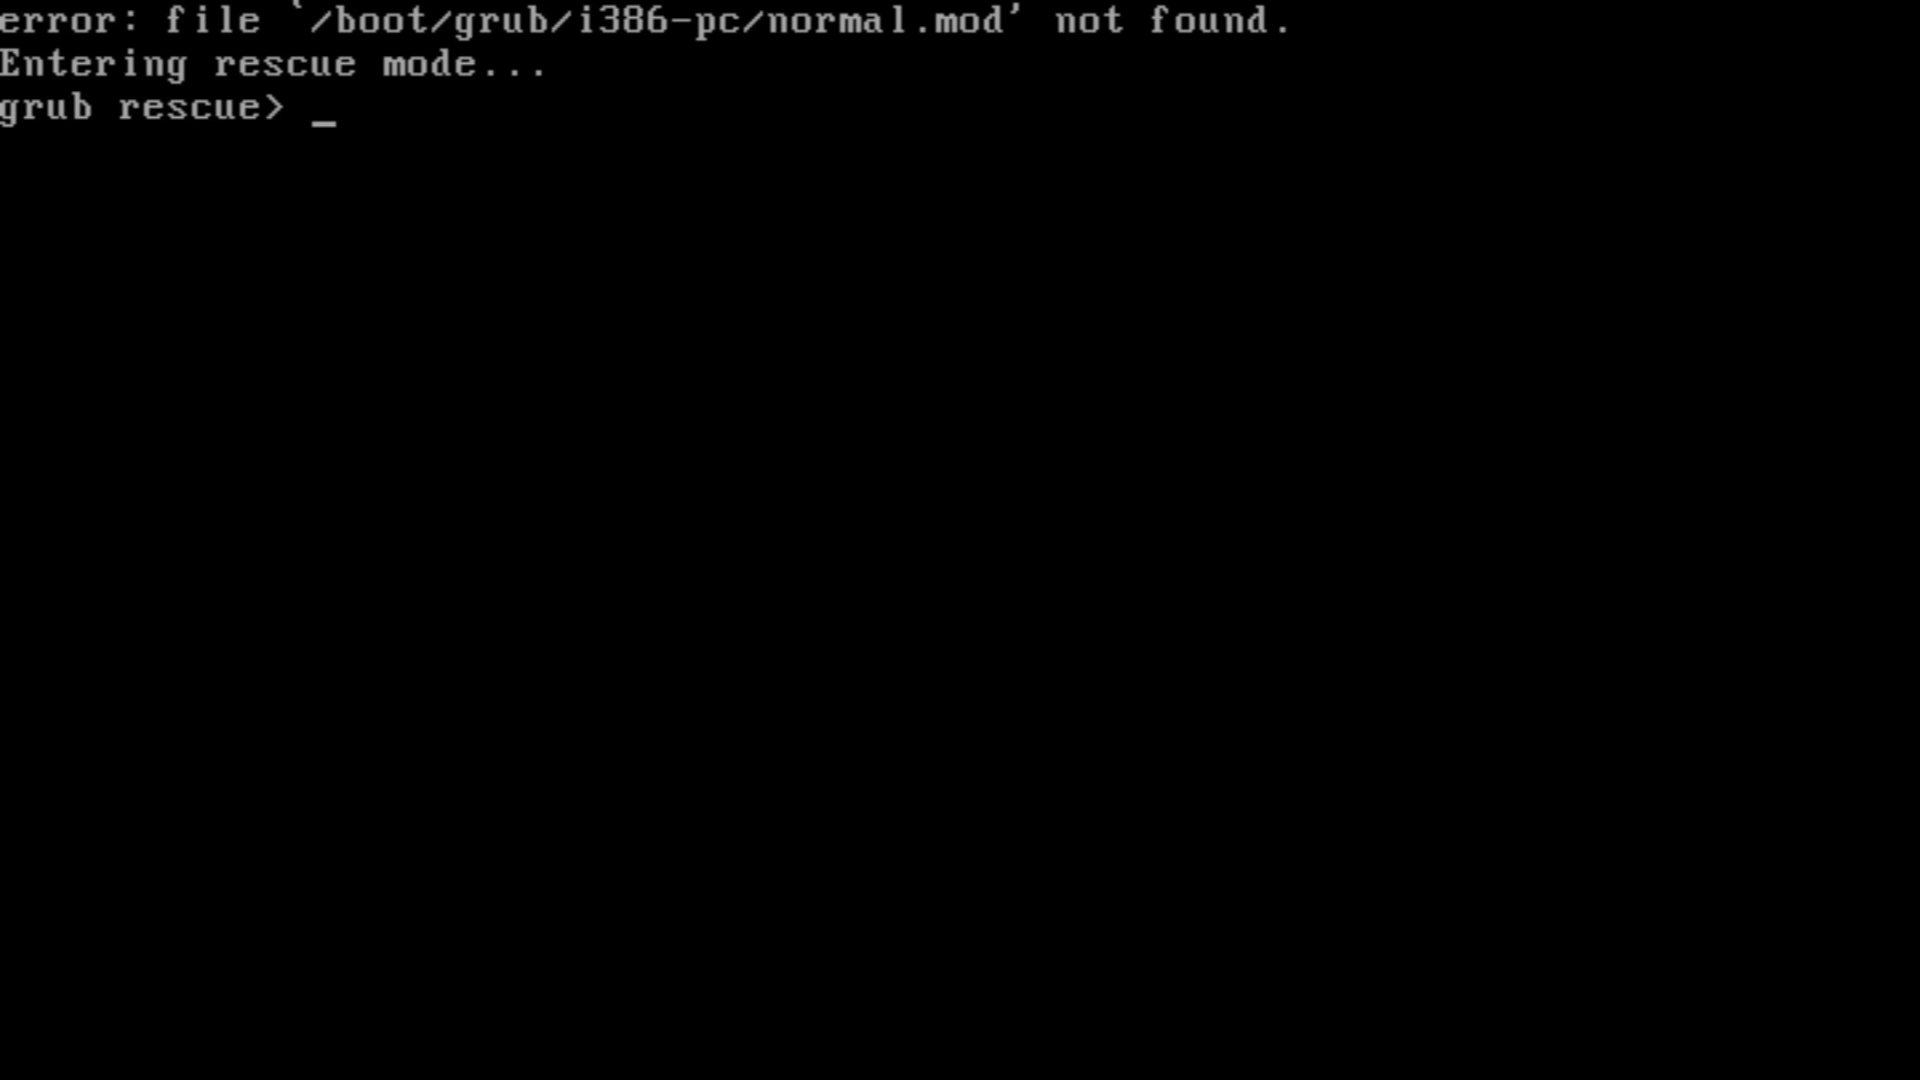 error: file `/boot/grub/i386-pc/normal.mod' not found.
Entering rescue mode...
grub rescue> _